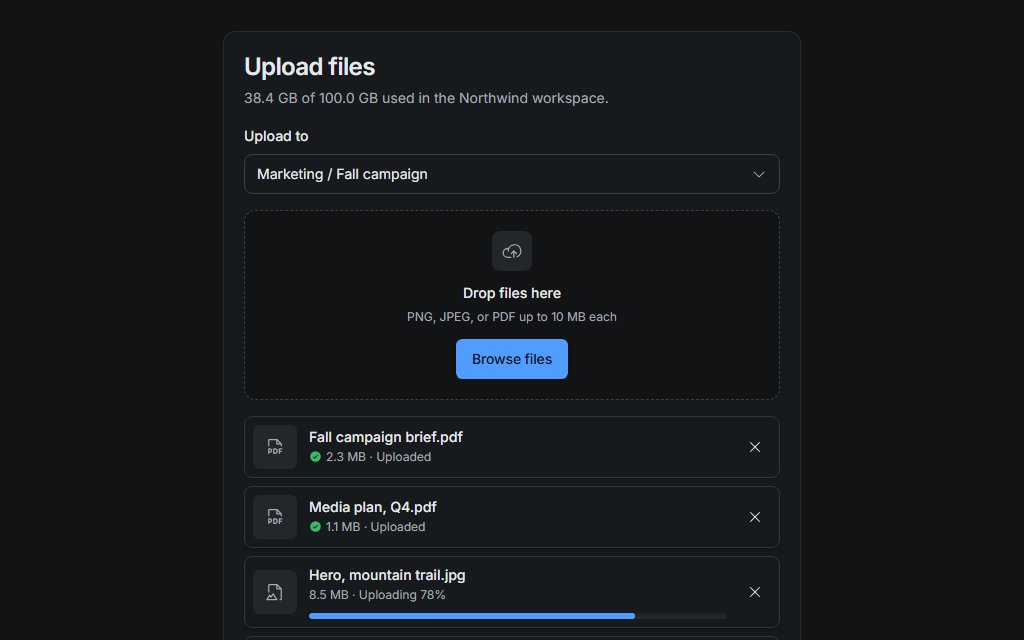 Upload files
38.4 GB of 100.0 GB used in the Northwind workspace.
Upload to
Marketing / Fall campaign
Drop files here
PNG, JPEG, or PDF up to 10 MB each
Browse files
PDF
Fall campaign brief.pdf
2.3 MB · Uploaded
PDF
Media plan, Q4.pdf
1.1 MB · Uploaded
Hero, mountain trail.jpg
8.5 MB · Uploading 78%